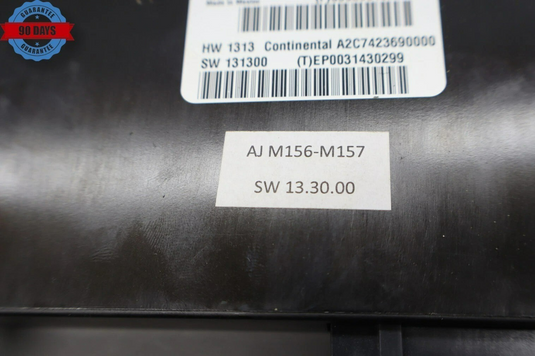 GUARANTEE
90 DAYS
GUARANTEE
Made in Mexico
HW 1313 Continental A2C7423690000
SW 131300 (T)EP0031430299
AJ M156-M157
SW 13.30.00